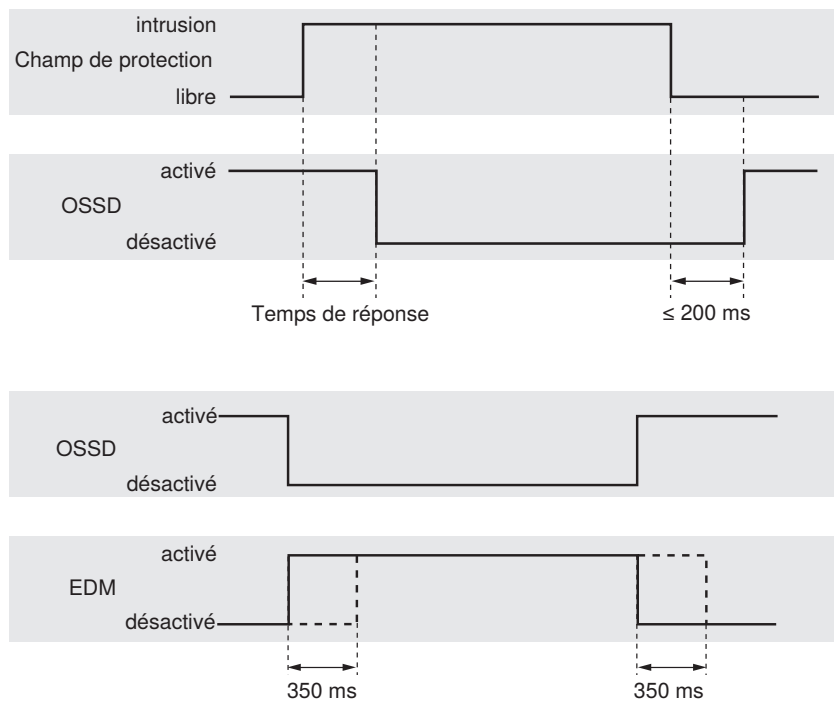 intrusion
Champ de protection
libre
activé
OSSD
désactivé
Temps de réponse
≤ 200 ms
activé
OSSD
désactivé
activé
EDM
désactivé
350 ms
350 ms